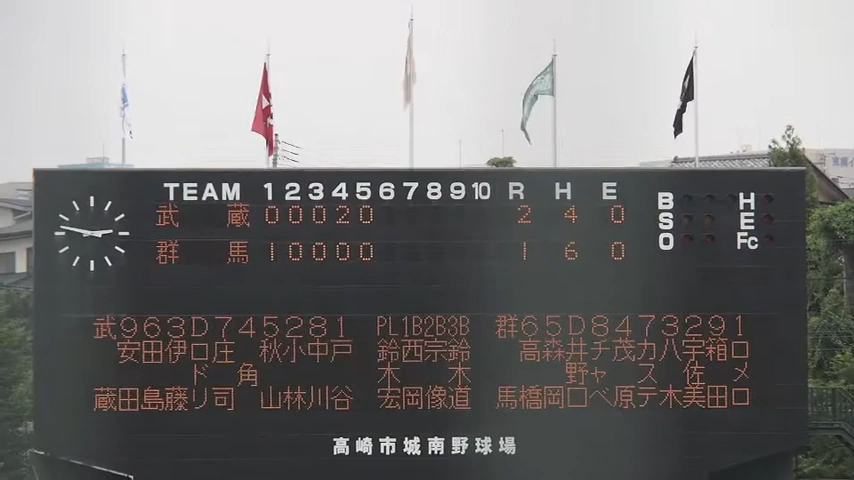 TEAM 1 2 3 4 5 6 7 8 9 10 R H E
武 蔵 0 0 0 2 0 2 4 0
群 馬 1 0 0 0 0 1 6 0
B H
S E
O Fc
武 9 6 3 D 7 4 5 2 8 1 PL 1B 2B 3B 群 6 5 D 8 4 7 3 2 9 1
安 田 伊 ロ 庄 秋 小 中 戸 鈴 西 宗 鈴 高 森 井 チ 茂 カ 八 宇 箱 ロ
ド 角 木 木 野 ャ ス 佐 メ
蔵 田 島 藤 リ 司 山 林 川 谷 宏 岡 像 道 馬 橋 岡 口 ベ 原 テ 木 美 田 ロ
高崎市城南野球場